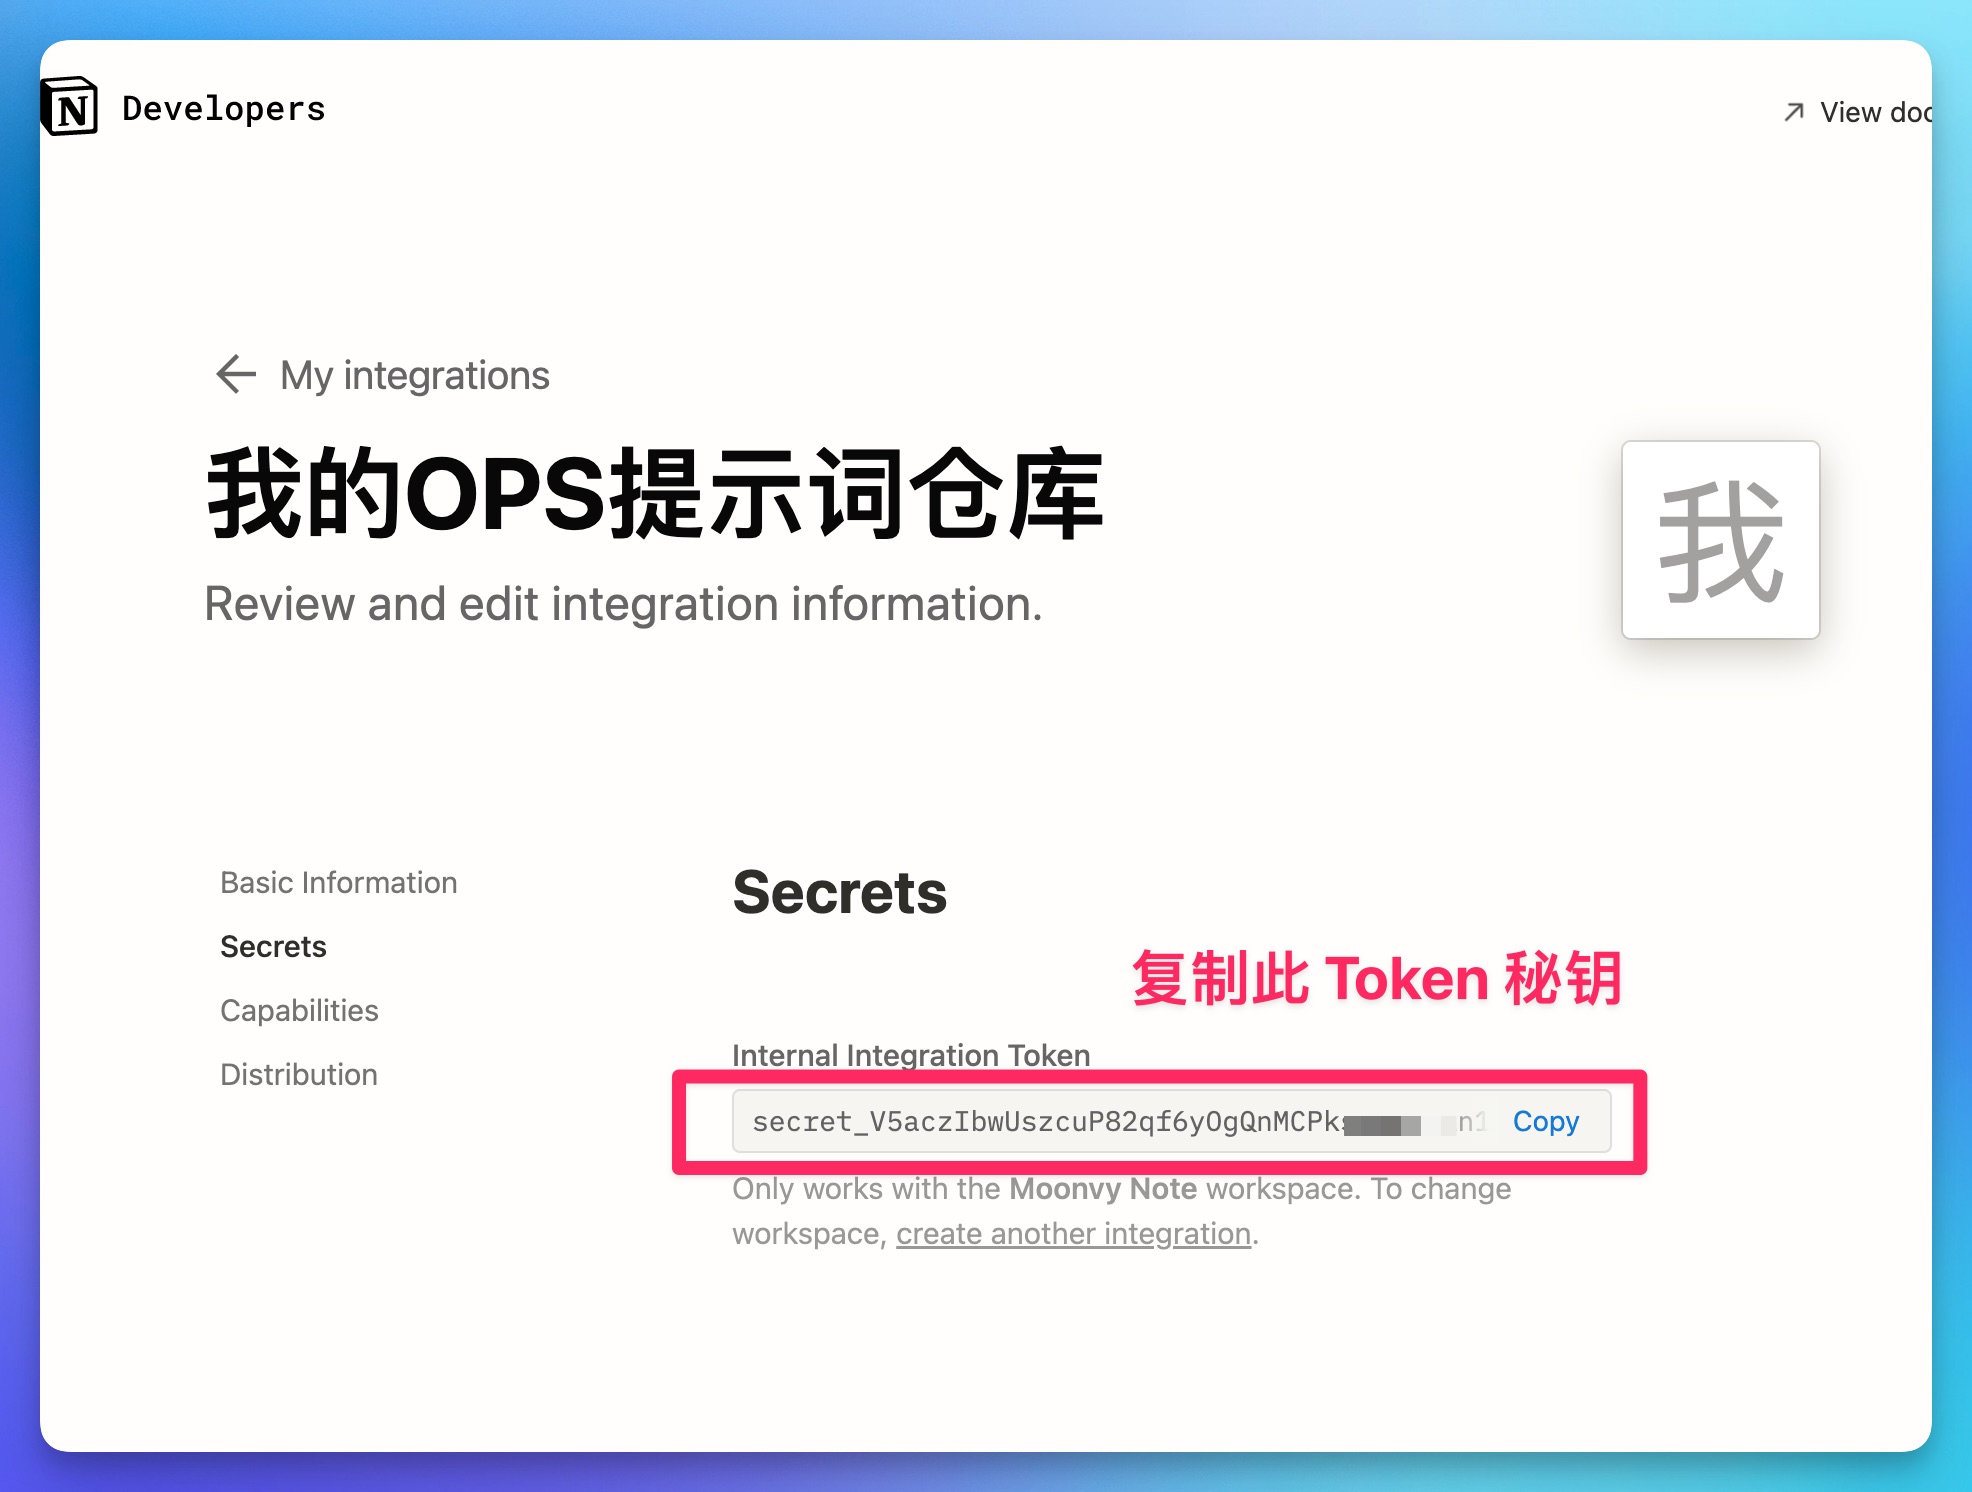 Developers
View doc
My integrations
我的OPS提示词仓库
我
Review and edit integration information.
Basic Information
Secrets
Capabilities
Distribution
Secrets
复制此 Token 秘钥
Internal Integration Token
secret_V5aczIbwUszcuP82qf6yOgQnMCPks n1 Copy
Only works with the Moonvy Note workspace. To change
workspace, create another integration.